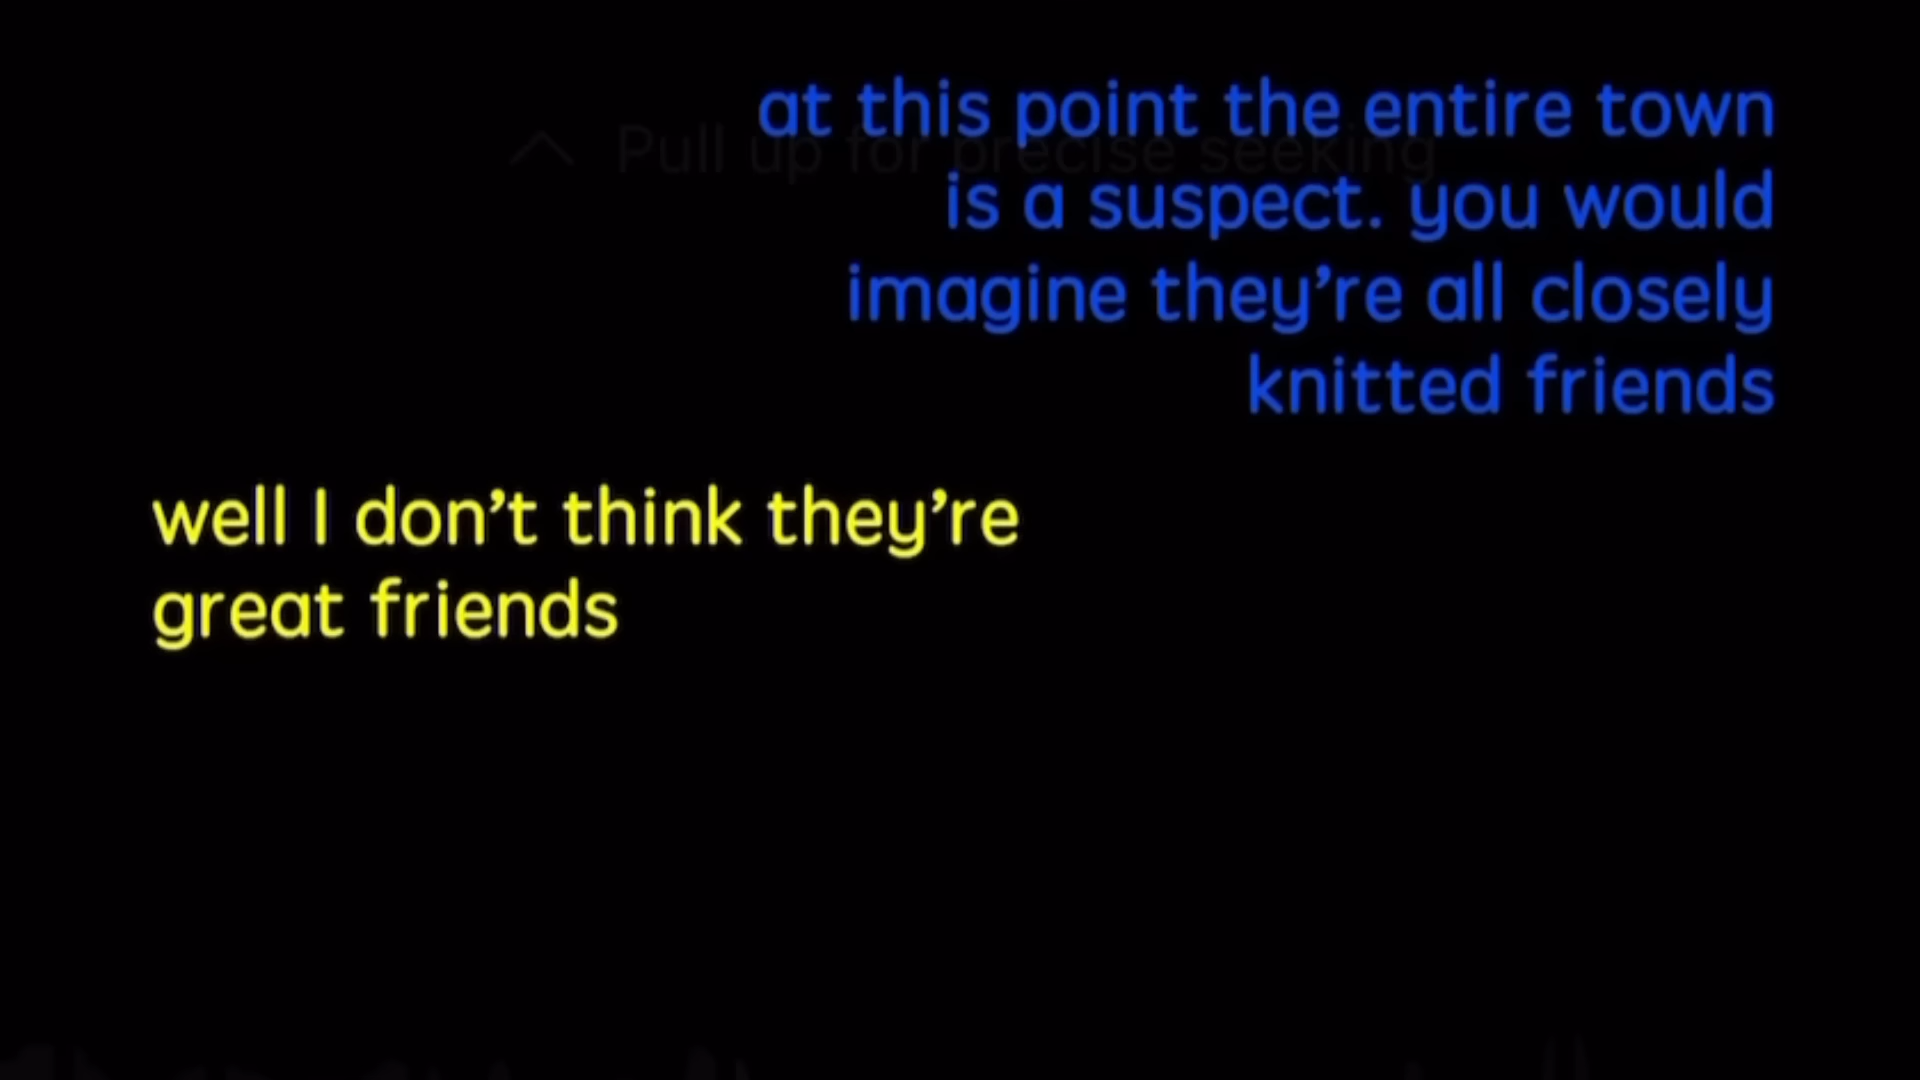 at this point the entire town
Pull up for precise seeking
is a suspect. you would
imagine they’re all closely
knitted friends
well I don’t think they’re
great friends